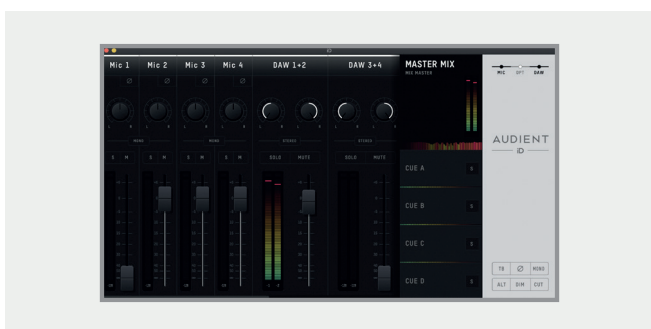 iD
Mic 1 Mic 2 Mic 3 Mic 4 DAW 1+2 DAW 3+4 MASTER MIX
MIX MASTER
MIC OPT DAW
Ø Ø Ø Ø
L R L R L R L R L R L R L R L R
MONO MONO STEREO STEREO
S M S M S M S M SOLO MUTE SOLO MUTE
AUDIENT
iD
CUE A S
CUE B S
CUE C S
CUE D S
TB Ø MONO
ALT DIM CUT